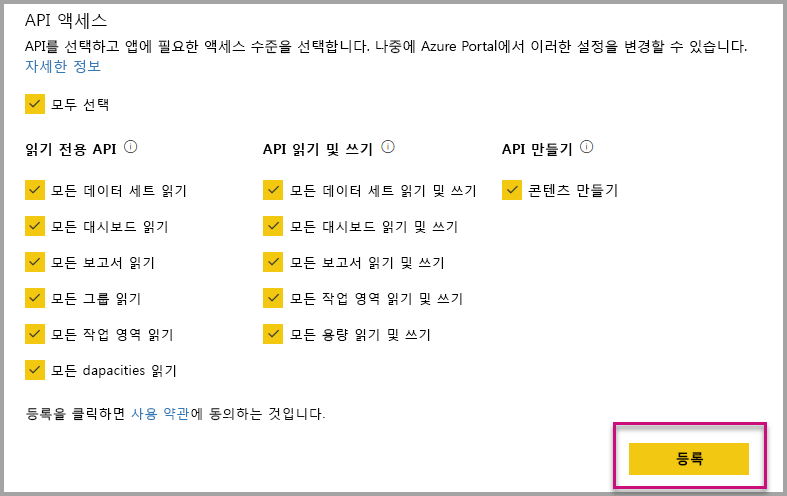 API 액세스
API를 선택하고 앱에 필요한 액세스 수준을 선택합니다. 나중에 Azure Portal에서 이러한 설정을 변경할 수 있습니다.
자세한 정보
모두 선택
읽기 전용 API
모든 데이터 세트 읽기
모든 대시보드 읽기
모든 보고서 읽기
모든 그룹 읽기
모든 작업 영역 읽기
모든 dapacities 읽기
API 읽기 및 쓰기
모든 데이터 세트 읽기 및 쓰기
모든 대시보드 읽기 및 쓰기
모든 보고서 읽기 및 쓰기
모든 작업 영역 읽기 및 쓰기
모든 용량 읽기 및 쓰기
API 만들기
콘텐츠 만들기
등록을 클릭하면 사용 약관에 동의하는 것입니다.
등록